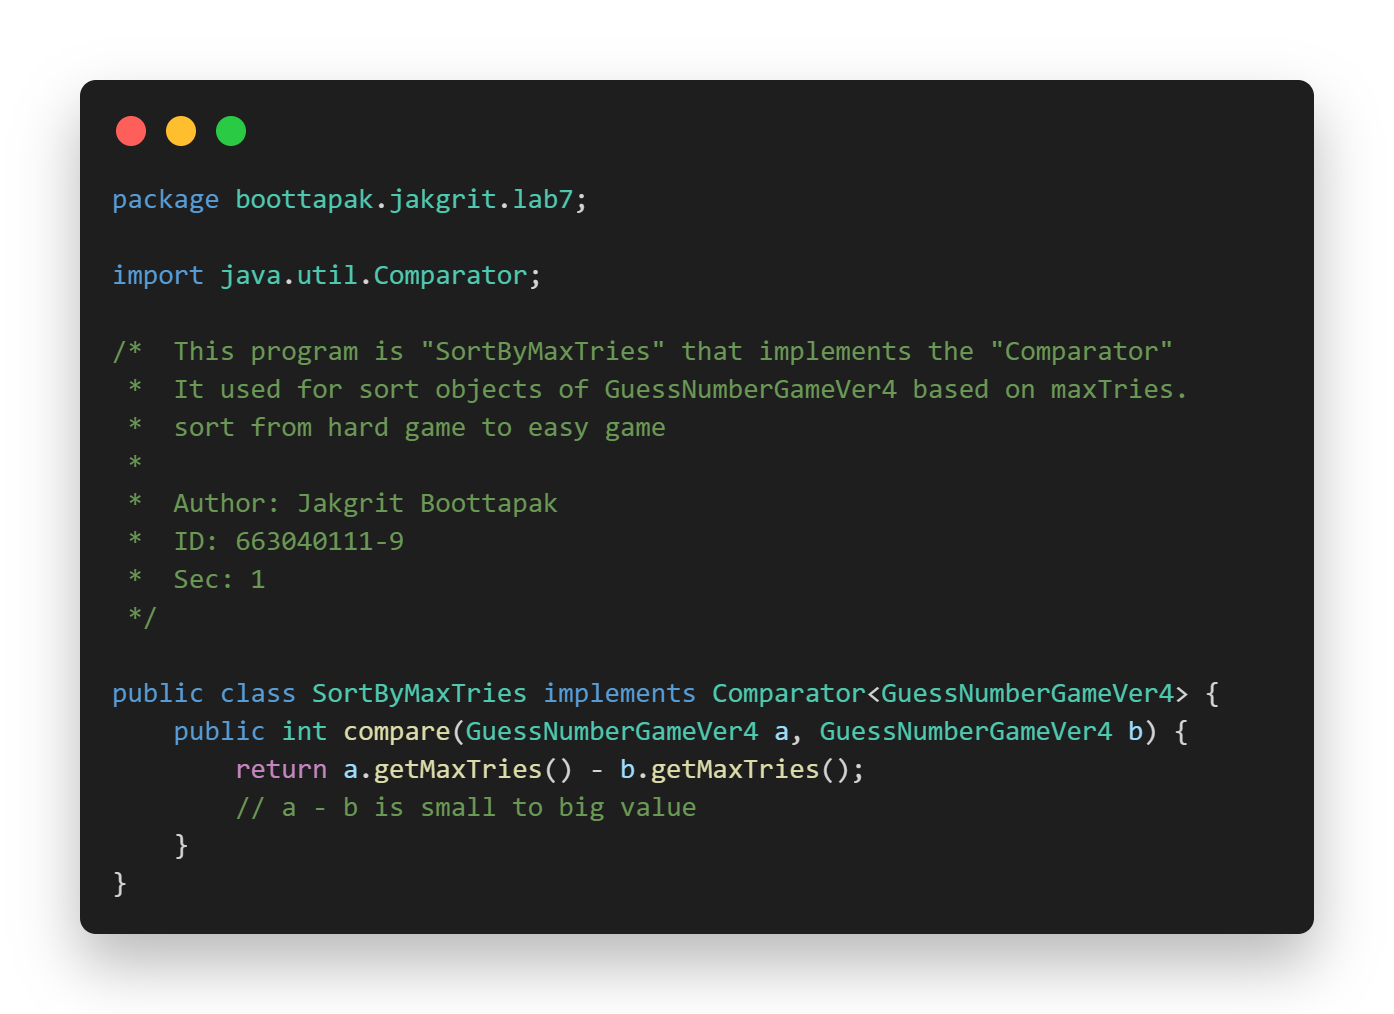 package boottapak.jakgrit.lab7;
import java.util.Comparator;
/*  This program is "SortByMaxTries" that implements the "Comparator"
 *  It used for sort objects of GuessNumberGameVer4 based on maxTries.
 *  sort from hard game to easy game
 *
 *  Author: Jakgrit Boottapak
 *  ID: 663040111-9
 *  Sec: 1
 */
public class SortByMaxTries implements Comparator<GuessNumberGameVer4> {
    public int compare(GuessNumberGameVer4 a, GuessNumberGameVer4 b) {
        return a.getMaxTries() - b.getMaxTries();
        // a - b is small to big value
    }
}